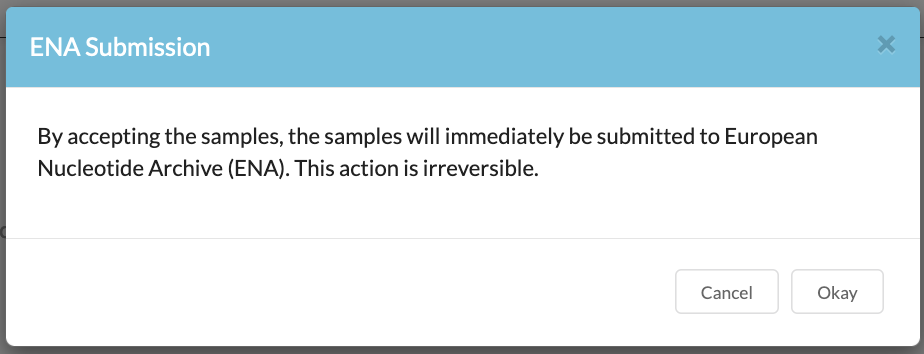 ENA Submission
By accepting the samples, the samples will immediately be submitted to European
Nucleotide Archive (ENA). This action is irreversible.
Cancel
Okay